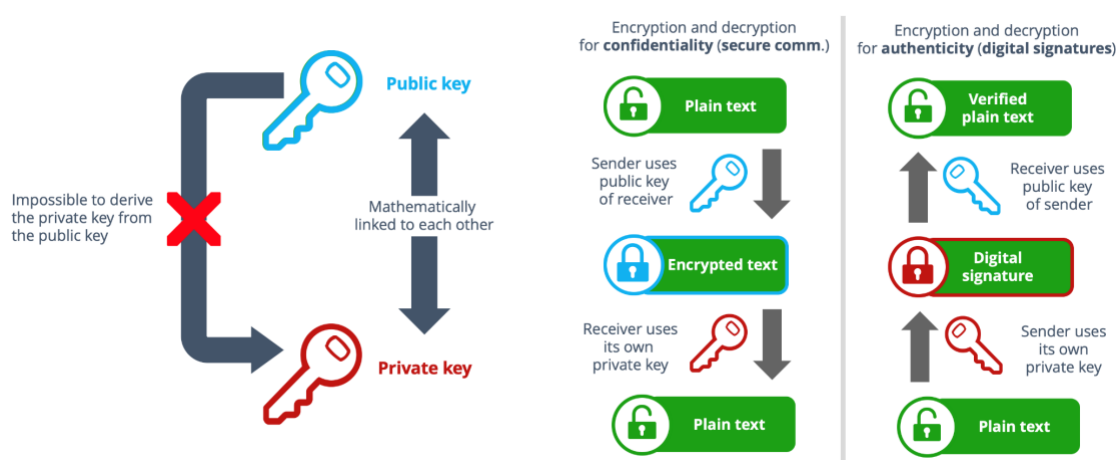 Public key
Impossible to derive
the private key from
the public key
Mathematically
linked to each other
Private key
Encryption and decryption
for confidentiality (secure comm.)
Plain text
Sender uses
public key
of receiver
Encrypted text
Receiver uses
its own
private key
Plain text
Encryption and decryption
for authenticity (digital signatures)
Verified
plain text
Receiver uses
public key
of sender
Digital
signature
Sender uses
its own
private key
Plain text